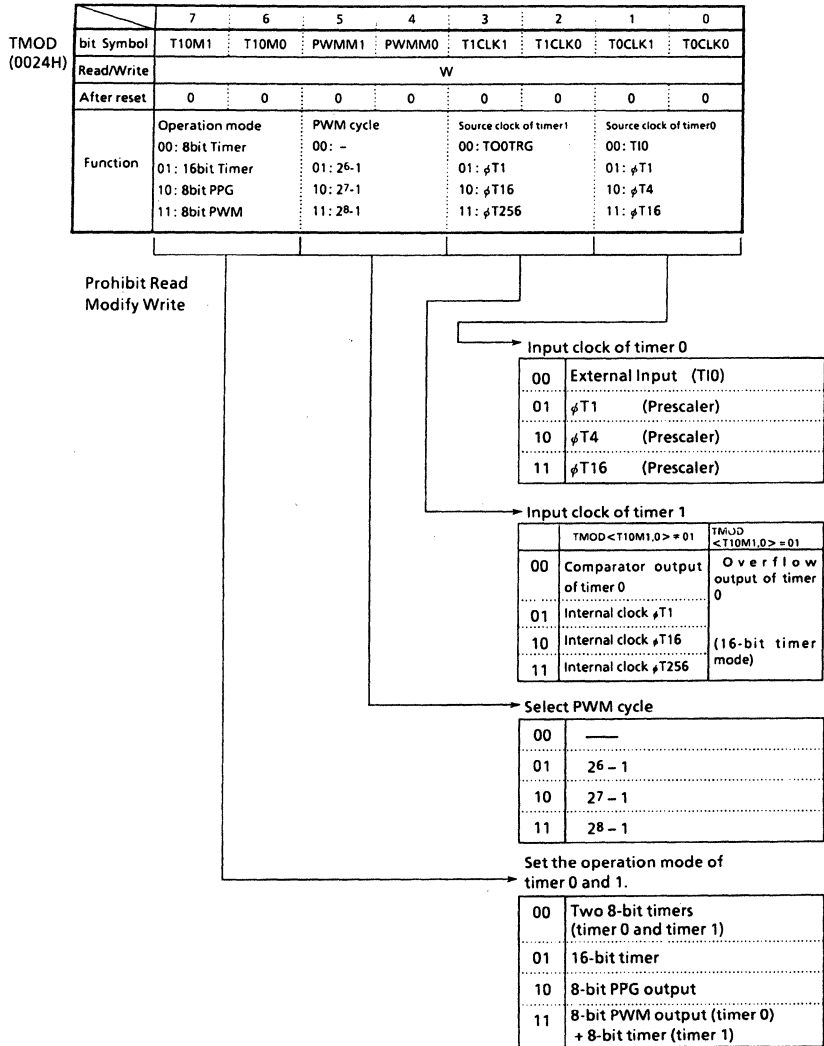 7 6 5 4 3 2 1 0
TMOD (0024H) bit Symbol T10M1 T10M0 PWMM1 PWMM0 T1CLK1 T1CLK0 T0CLK1 T0CLK0
Read/Write W
After reset 0 0 0 0 0 0 0 0
Function
Operation mode PWM cycle Source clock of timer1 Source clock of timer0
00: 8bit Timer 00: – 00: TO0TRG 00: TI0
01: 16bit Timer 01: 2⁶-1 01: ϕT1 01: ϕT1
10: 8bit PPG 10: 2⁷-1 10: ϕT16 10: ϕT4
11: 8bit PWM 11: 2⁸-1 11: ϕT256 11: ϕT16
Prohibit Read
Modify Write
Input clock of timer 0
00 External Input (TI0)
01 ϕT1 (Prescaler)
10 ϕT4 (Prescaler)
11 ϕT16 (Prescaler)
Input clock of timer 1
TMOD<T10M1,0> ≠ 01 TMOD <T10M1,0> = 01
00 Comparator output of timer 0 Overflow output of timer 0
01 Internal clock ϕT1
10 Internal clock ϕT16 (16-bit timer mode)
11 Internal clock ϕT256
Select PWM cycle
00 ——
01 2⁶ – 1
10 2⁷ – 1
11 2⁸ – 1
Set the operation mode of
timer 0 and 1.
00 Two 8-bit timers
(timer 0 and timer 1)
01 16-bit timer
10 8-bit PPG output
11 8-bit PWM output (timer 0)
+ 8-bit timer (timer 1)